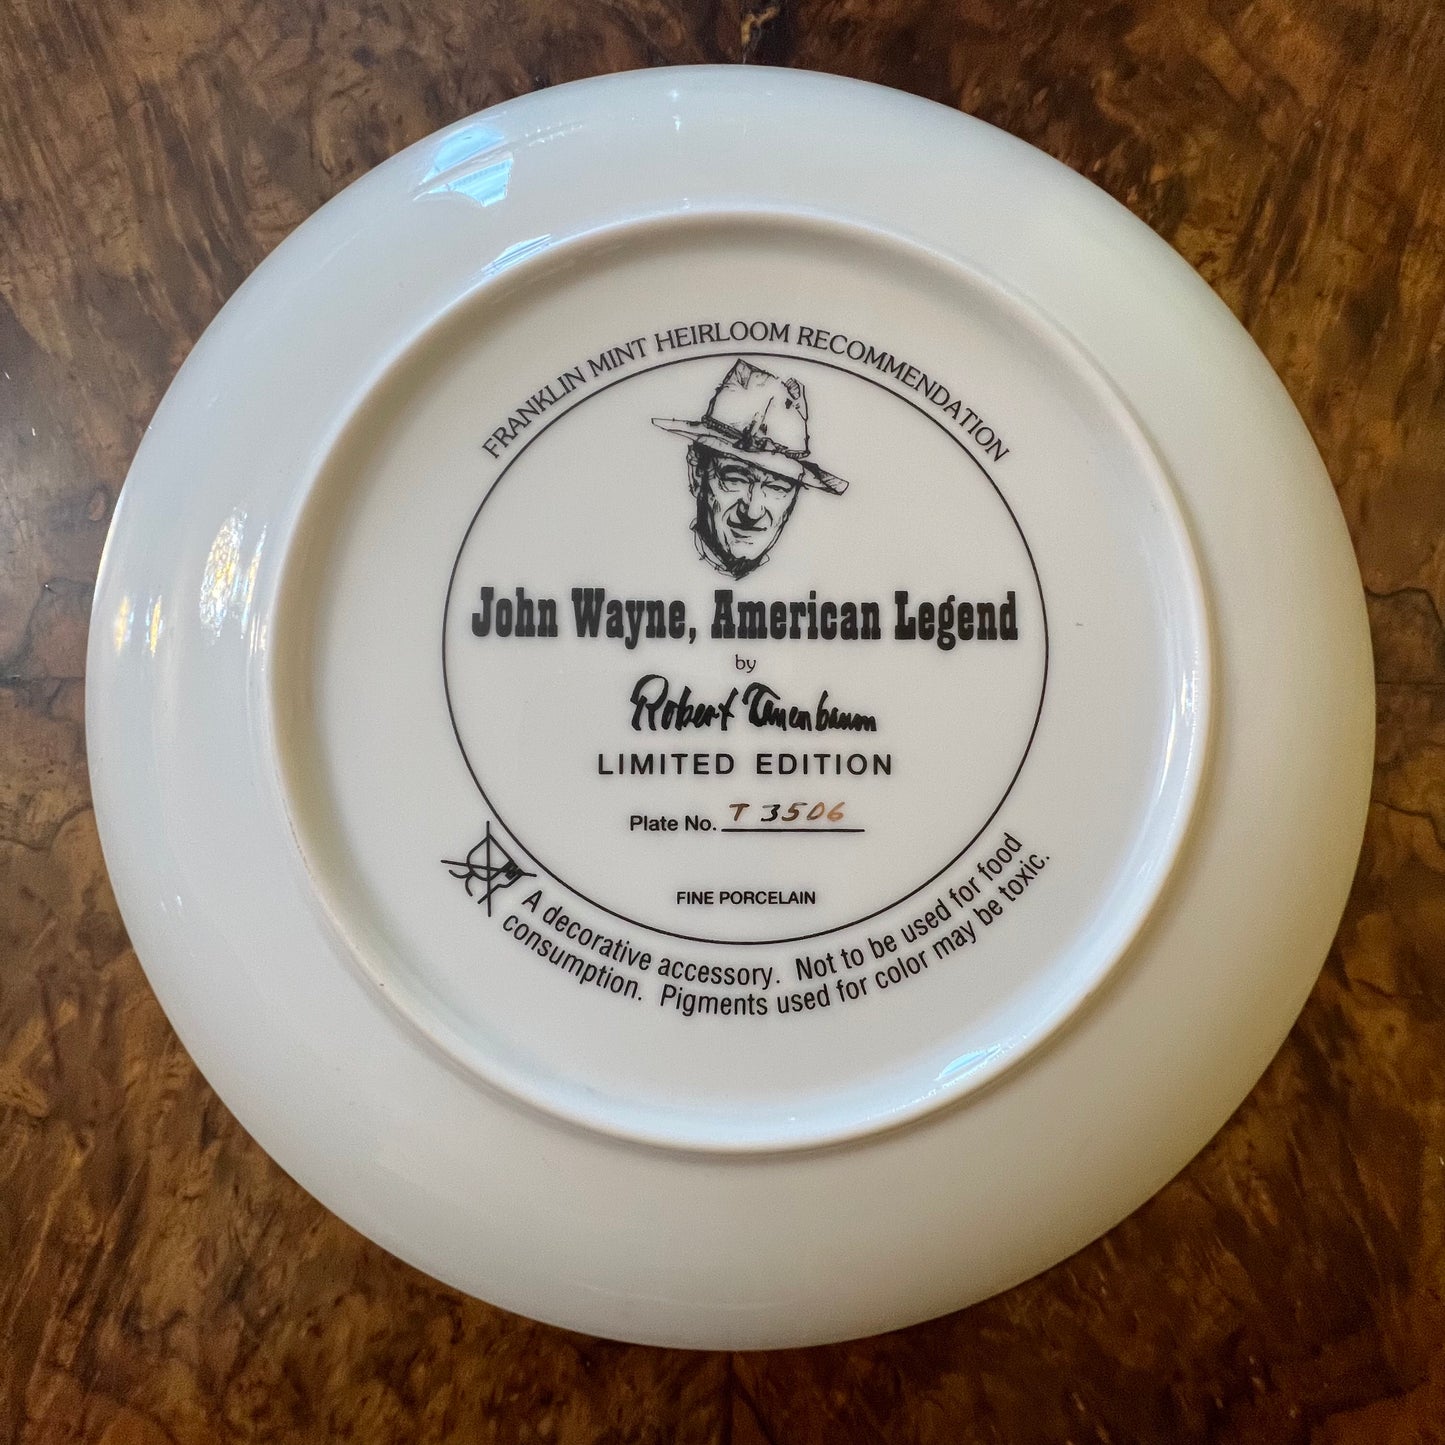 FRANKLIN MINT HEIRLOOM RECOMMENDATION
John Wayne, American Legend
by
Robert Tanenbaum
LIMITED EDITION
Plate No. T 3506
FINE PORCELAIN
A decorative accessory. Not to be used for food
consumption. Pigments used for color may be toxic.